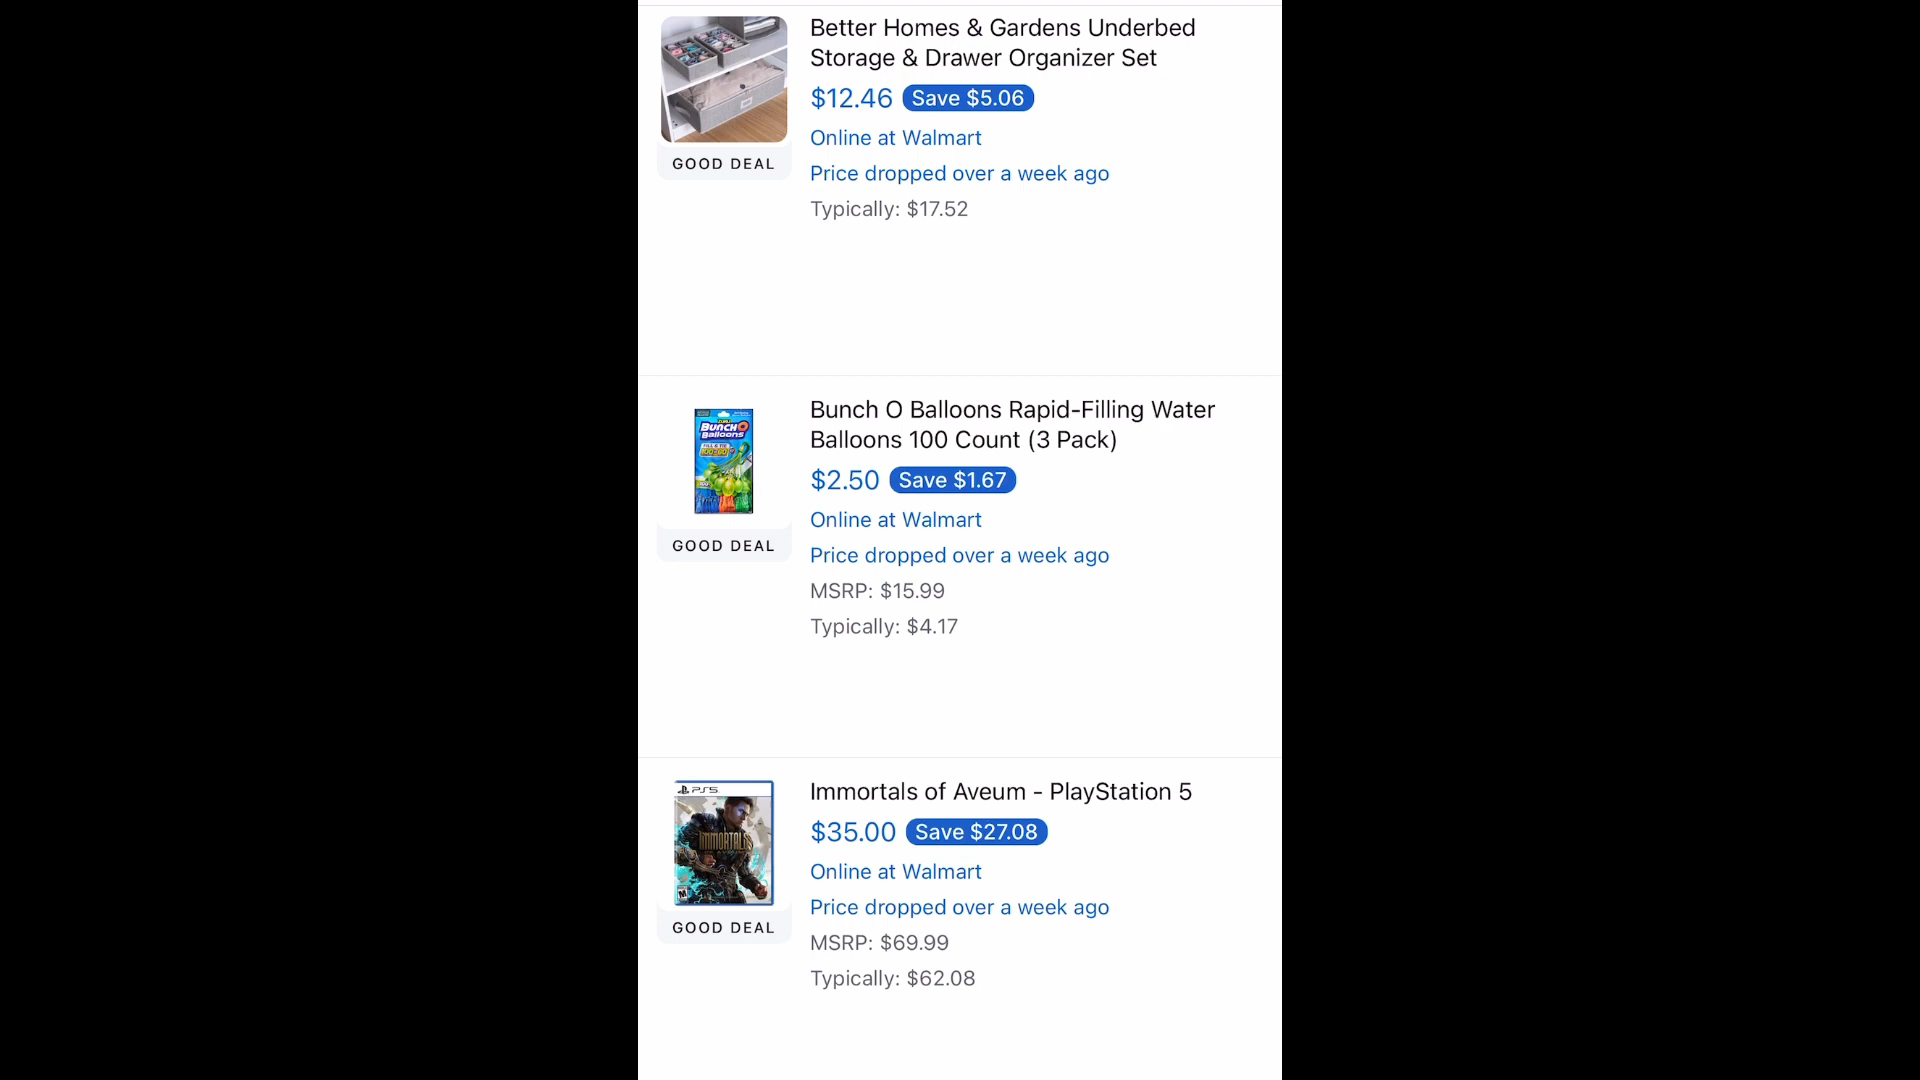 Better Homes & Gardens Underbed
Storage & Drawer Organizer Set
$12.46 Save $5.06
Online at Walmart
Price dropped over a week ago
Typically: $17.52
GOOD DEAL
Bunch O Balloons Rapid-Filling Water
Balloons 100 Count (3 Pack)
$2.50 Save $1.67
Online at Walmart
Price dropped over a week ago
MSRP: $15.99
Typically: $4.17
BUNCH O
Balloons
GOOD DEAL
Immortals of Aveum - PlayStation 5
$35.00 Save $27.08
Online at Walmart
Price dropped over a week ago
MSRP: $69.99
Typically: $62.08
PS5
IMMORTALS
M
GOOD DEAL